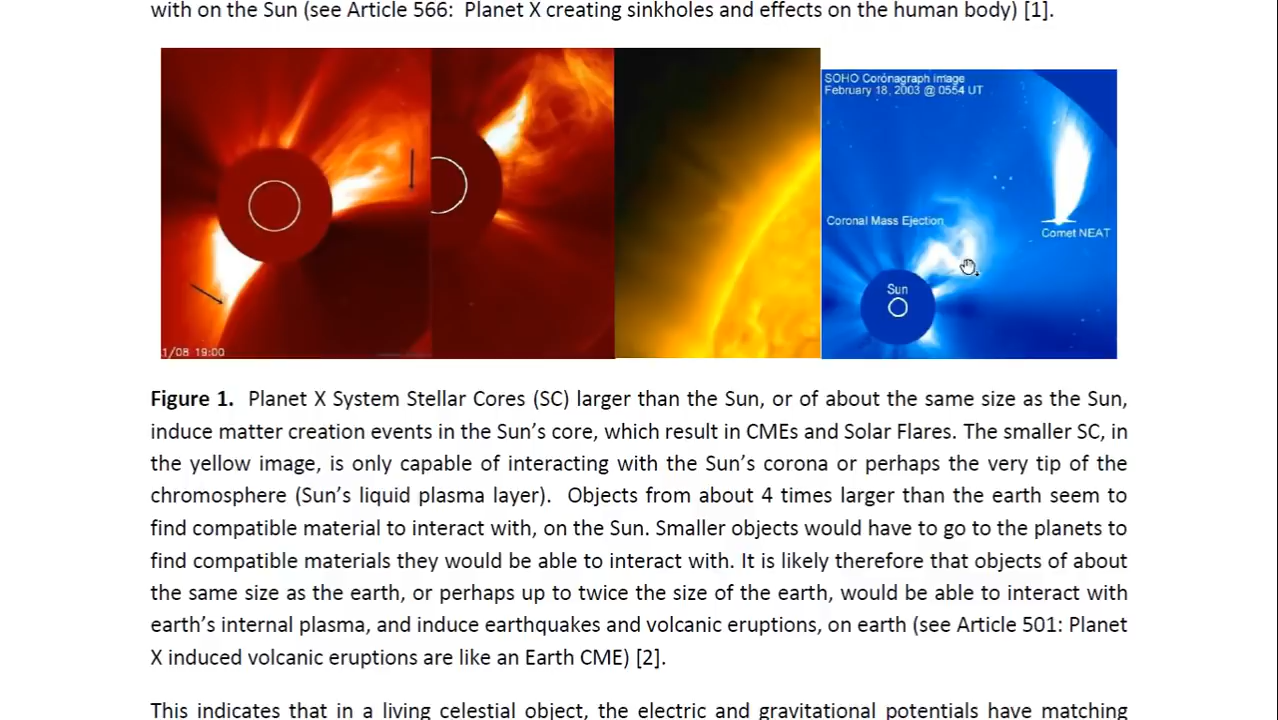 with on the Sun (see Article 566:  Planet X creating sinkholes and effects on the human body) [1].
SOHO Coronagraph image
February 18, 2003 @ 0554 UT
Coronal Mass Ejection
Comet NEAT
Sun
1/08 19:00
Figure 1.  Planet X System Stellar Cores (SC) larger than the Sun, or of about the same size as the Sun,
induce matter creation events in the Sun’s core, which result in CMEs and Solar Flares. The smaller SC, in
the yellow image, is only capable of interacting with the Sun’s corona or perhaps the very tip of the
chromosphere (Sun’s liquid plasma layer).  Objects from about 4 times larger than the earth seem to
find compatible material to interact with, on the Sun. Smaller objects would have to go to the planets to
find compatible materials they would be able to interact with. It is likely therefore that objects of about
the same size as the earth, or perhaps up to twice the size of the earth, would be able to interact with
earth’s internal plasma, and induce earthquakes and volcanic eruptions, on earth (see Article 501: Planet
X induced volcanic eruptions are like an Earth CME) [2].
This indicates that in a living celestial object, the electric and gravitational potentials have matching